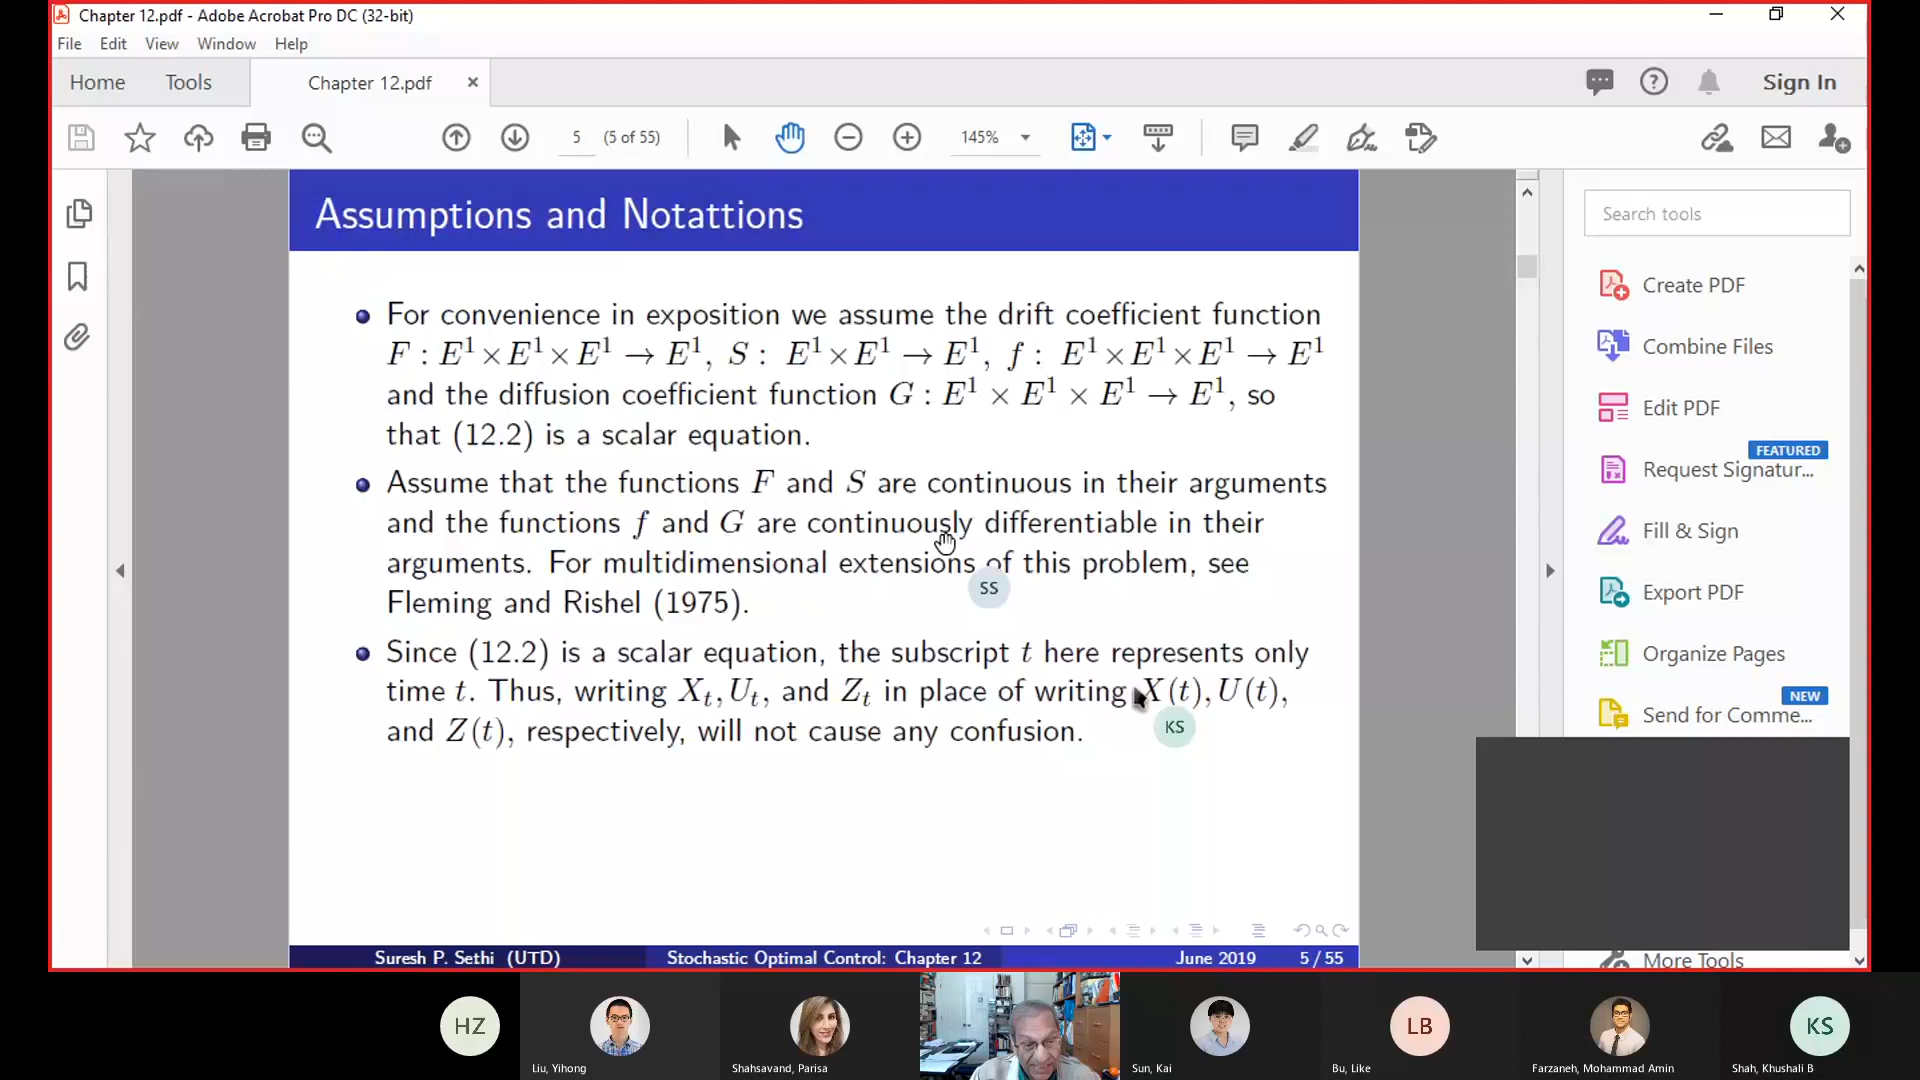 Chapter 12.pdf - Adobe Acrobat Pro DC (32-bit)
File Edit View Window Help
Home Tools Chapter 12.pdf × Sign In
5 (5 of 55) 145%
Assumptions and Notattions
For convenience in exposition we assume the drift coefficient function
F : E¹ × E¹ × E¹ → E¹, S : E¹ × E¹ → E¹, f : E¹ × E¹ × E¹ → E¹
and the diffusion coefficient function G : E¹ × E¹ × E¹ → E¹, so
that (12.2) is a scalar equation.
Assume that the functions F and S are continuous in their arguments
and the functions f and G are continuously differentiable in their
arguments. For multidimensional extensions of this problem, see
SS
Fleming and Rishel (1975).
Since (12.2) is a scalar equation, the subscript t here represents only
time t. Thus, writing Xₜ, Uₜ, and Zₜ in place of writing X(t), U(t),
KS
and Z(t), respectively, will not cause any confusion.
Suresh P. Sethi (UTD) Stochastic Optimal Control: Chapter 12 June 2019 5 / 55
Search tools
Create PDF
Combine Files
Edit PDF
FEATURED
Request Signatur...
Fill & Sign
Export PDF
Organize Pages
NEW
Send for Comme...
More Tools
HZ
LB
KS
Liu, Yihong
Shahsavand, Parisa
Sun, Kai
Bu, Like
Farzaneh, Mohammad Amin
Shah, Khushali B